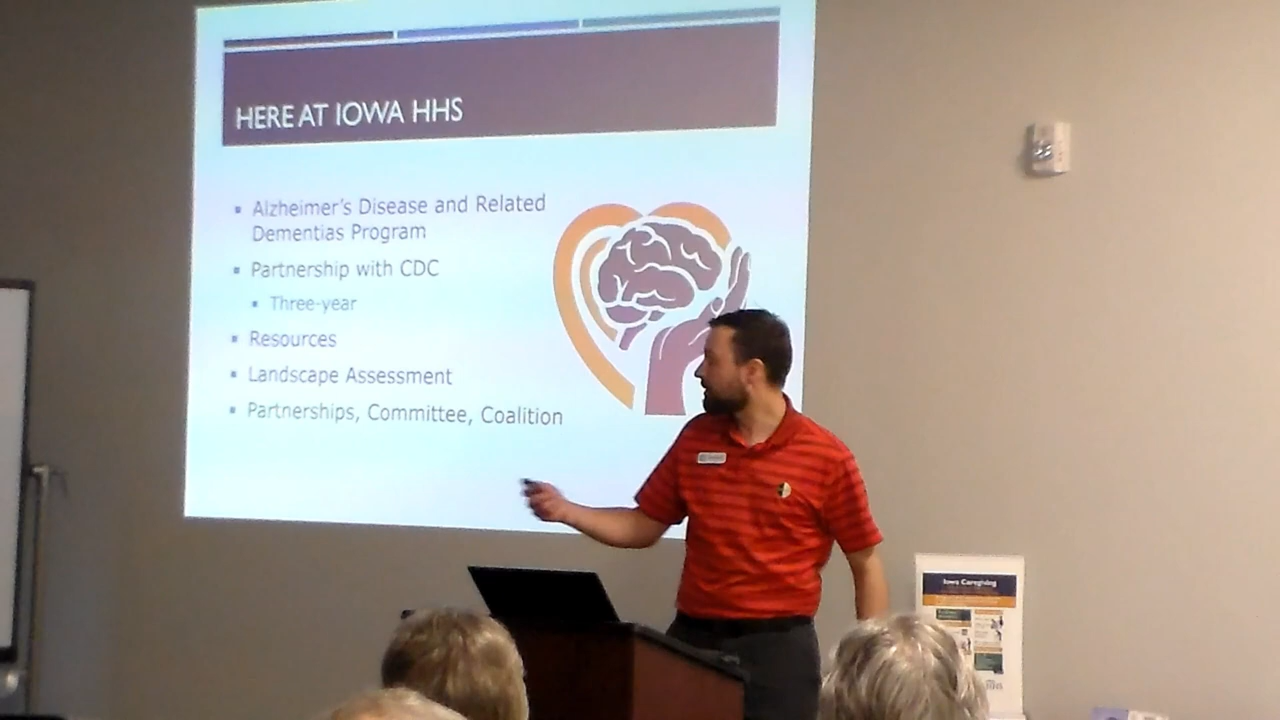 HERE AT IOWA HHS
Alzheimer's Disease and Related
Dementias Program
Partnership with CDC
Three-year
Resources
Landscape Assessment
Partnerships, Committee, Coalition
Iowa Caregiving
HHS